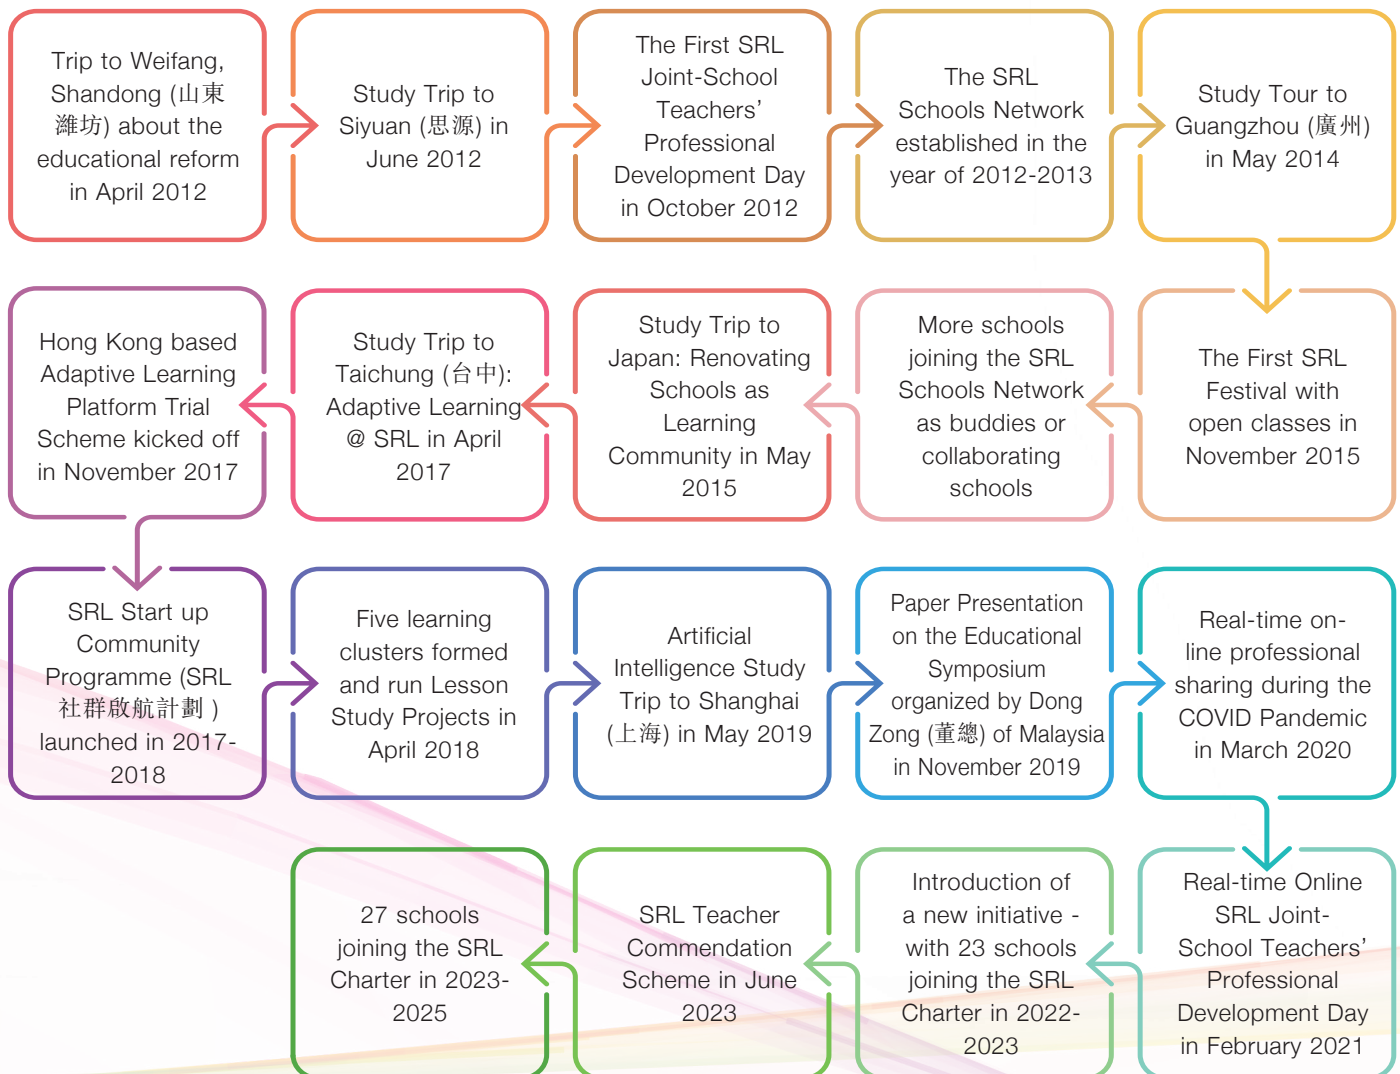 Trip to Weifang,
Shandong (山東
濰坊) about the
educational reform
in April 2012
Study Trip to
Siyuan (思源) in
June 2012
The First SRL
Joint-School
Teachers’
Professional
Development Day
in October 2012
The SRL
Schools Network
established in the
year of 2012-2013
Study Tour to
Guangzhou (廣州)
in May 2014
The First SRL
Festival with
open classes in
November 2015
More schools
joining the SRL
Schools Network
as buddies or
collaborating
schools
Study Trip to
Japan: Renovating
Schools as
Learning
Community in May
2015
Study Trip to
Taichung (台中):
Adaptive Learning
@ SRL in April
2017
Hong Kong based
Adaptive Learning
Platform Trial
Scheme kicked off
in November 2017
SRL Start up
Community
Programme (SRL
社群啟航計劃 )
launched in 2017-
2018
Five learning
clusters formed
and run Lesson
Study Projects in
April 2018
Artificial
Intelligence Study
Trip to Shanghai
(上海) in May 2019
Paper Presentation
on the Educational
Symposium
organized by Dong
Zong (董總) of Malaysia
in November 2019
Real-time on-
line professional
sharing during the
COVID Pandemic
in March 2020
Real-time Online
SRL Joint-
School Teachers’
Professional
Development Day
in February 2021
Introduction of
a new initiative -
with 23 schools
joining the SRL
Charter in 2022-
2023
SRL Teacher
Commendation
Scheme in June
2023
27 schools
joining the SRL
Charter in 2023-
2025